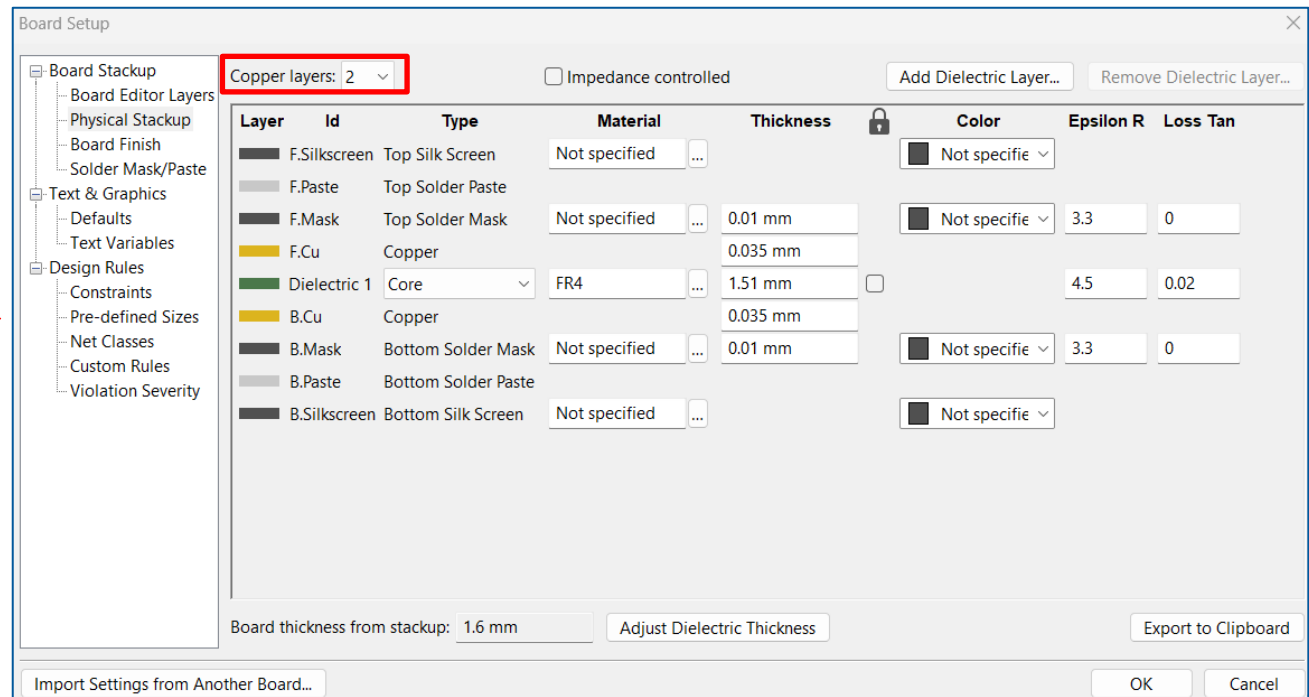 Board Setup
Board Stackup
Board Editor Layers
Physical Stackup
Board Finish
Solder Mask/Paste
Text & Graphics
Defaults
Text Variables
Design Rules
Constraints
Pre-defined Sizes
Net Classes
Custom Rules
Violation Severity
Copper layers: 2 Impedance controlled Add Dielectric Layer... Remove Dielectric Layer...
Layer Id Type Material Thickness Color Epsilon R Loss Tan
F.Silkscreen Top Silk Screen Not specified ... Not specifie
F.Paste Top Solder Paste
F.Mask Top Solder Mask Not specified ... 0.01 mm Not specifie 3.3 0
F.Cu Copper 0.035 mm
Dielectric 1 Core FR4 ... 1.51 mm 4.5 0.02
B.Cu Copper 0.035 mm
B.Mask Bottom Solder Mask Not specified ... 0.01 mm Not specifie 3.3 0
B.Paste Bottom Solder Paste
B.Silkscreen Bottom Silk Screen Not specified ... Not specifie
Board thickness from stackup: 1.6 mm Adjust Dielectric Thickness Export to Clipboard
Import Settings from Another Board... OK Cancel